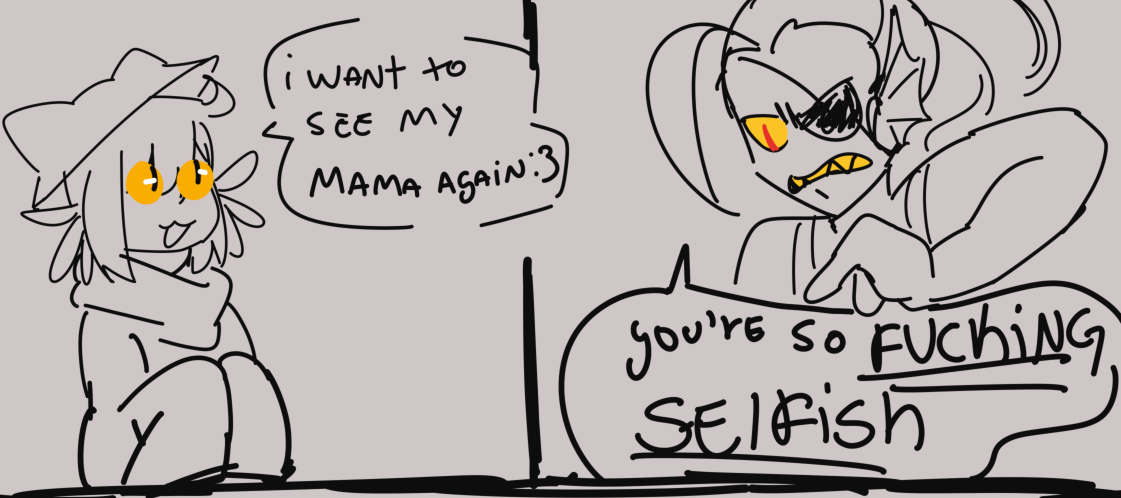 i WANT to
SEE MY
MAMA AGAiN :3
you're so FUCKiNG
SElFish